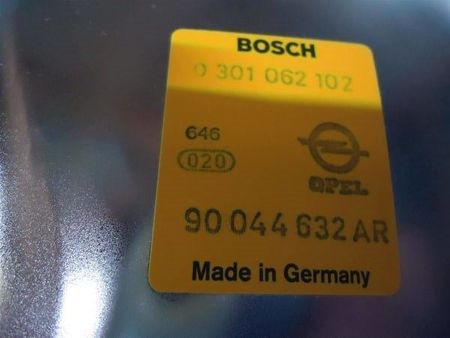 BOSCH
0 301 062 102
646
020
OPEL
90 044 632 AR
Made in Germany